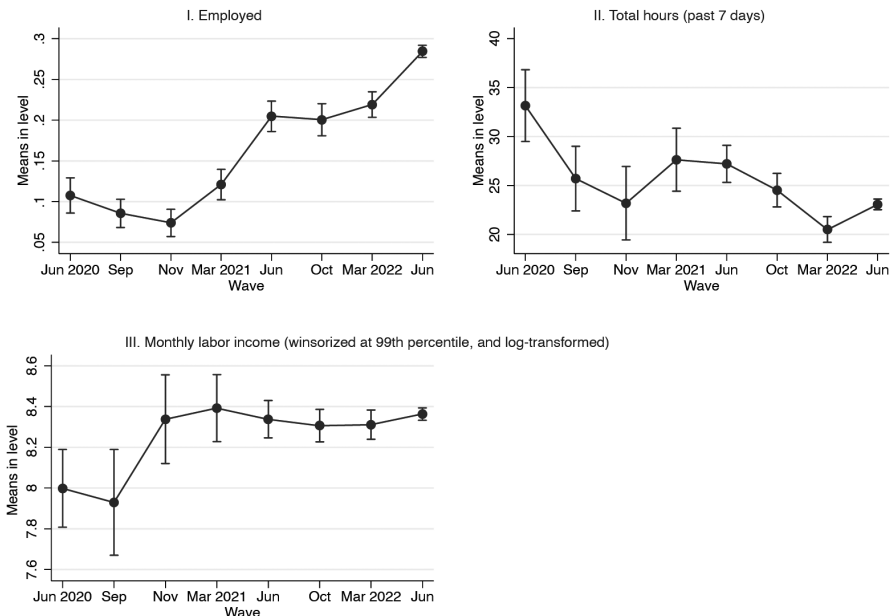 I. Employed
Means in level
.3
.25
.2
.15
.1
.05
Jun 2020 Sep Nov Mar 2021 Jun Oct Mar 2022 Jun
Wave
II. Total hours (past 7 days)
Means in level
40
35
30
25
20
Jun 2020 Sep Nov Mar 2021 Jun Oct Mar 2022 Jun
Wave
III. Monthly labor income (winsorized at 99th percentile, and log-transformed)
Means in level
8.6
8.4
8.2
8
7.8
7.6
Jun 2020 Sep Nov Mar 2021 Jun Oct Mar 2022 Jun
Wave